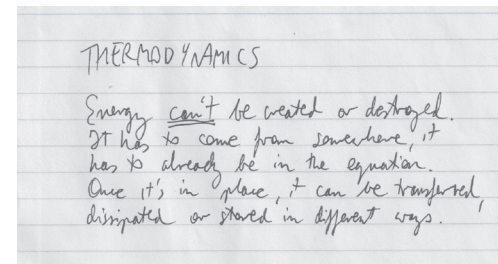 THERMODYNAMICS
Energy can't be created or destroyed.
It has to come from somewhere, it
has to already be in the equation.
Once it's in place, it can be transferred,
dissipated or stored in different ways.